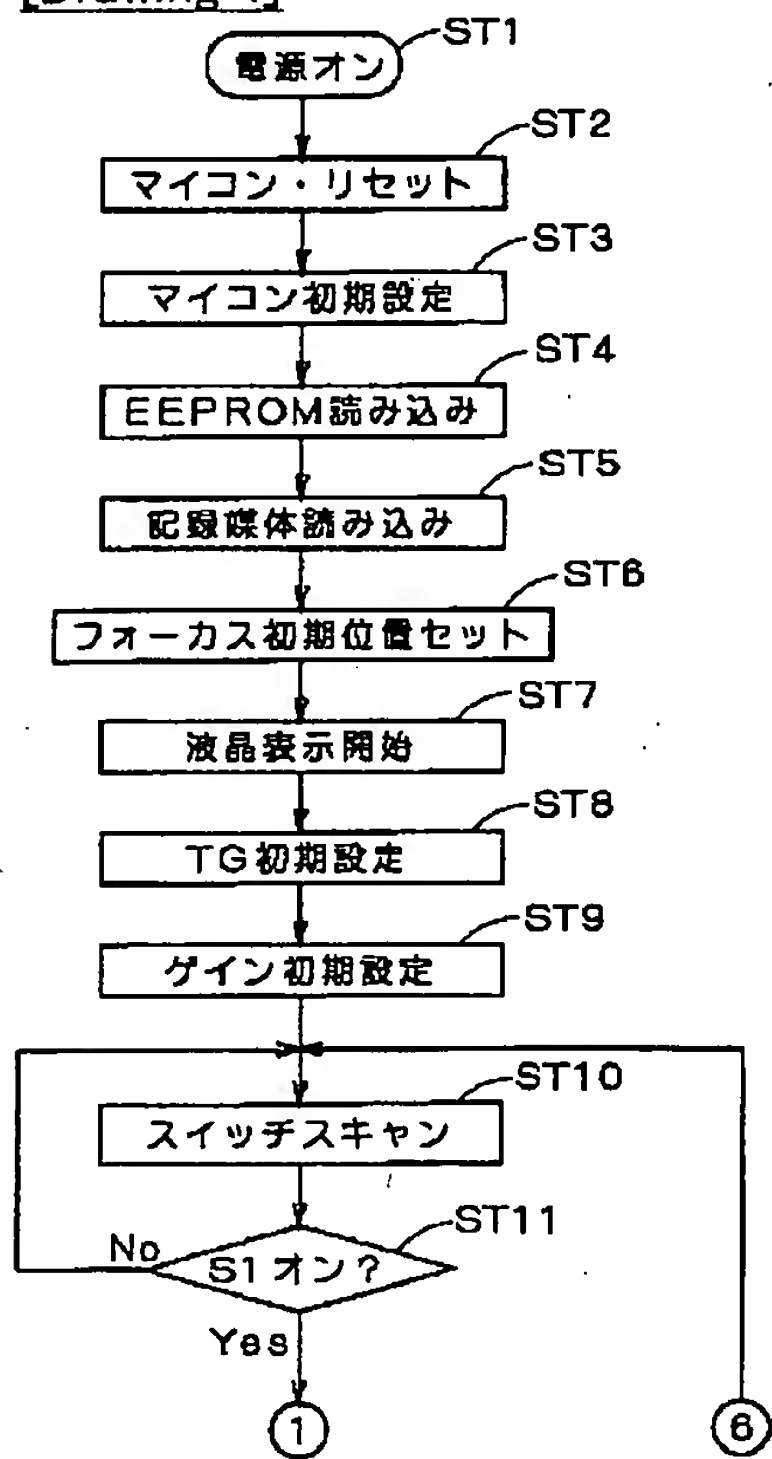 電源オン
ST1
ST2
マイコン・リセット
ST3
マイコン初期設定
ST4
EEPROM読み込み
ST5
記録媒体読み込み
ST6
フォーカス初期位置セット
ST7
液晶表示開始
ST8
TG初期設定
ST9
ゲイン初期設定
ST10
スイッチスキャン
ST11
No
S1オン?
Yes
1
6